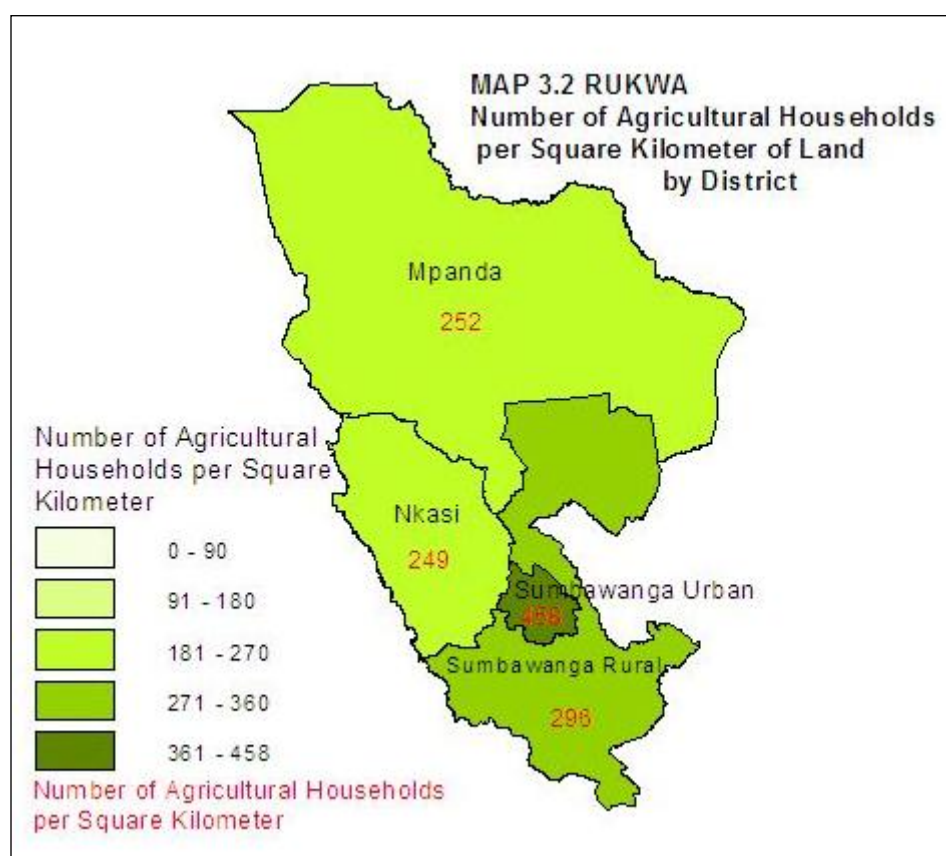 MAP 3.2 RUKWA
Number of Agricultural Households
per Square Kilometer of Land
by District
Mpanda
252
Nkasi
249
Sumbawanga Urban
458
Sumbawanga Rural
296
Number of Agricultural
Households per Square
Kilometer
0 - 90
91 - 180
181 - 270
271 - 360
361 - 458
Number of Agricultural Households
per Square Kilometer